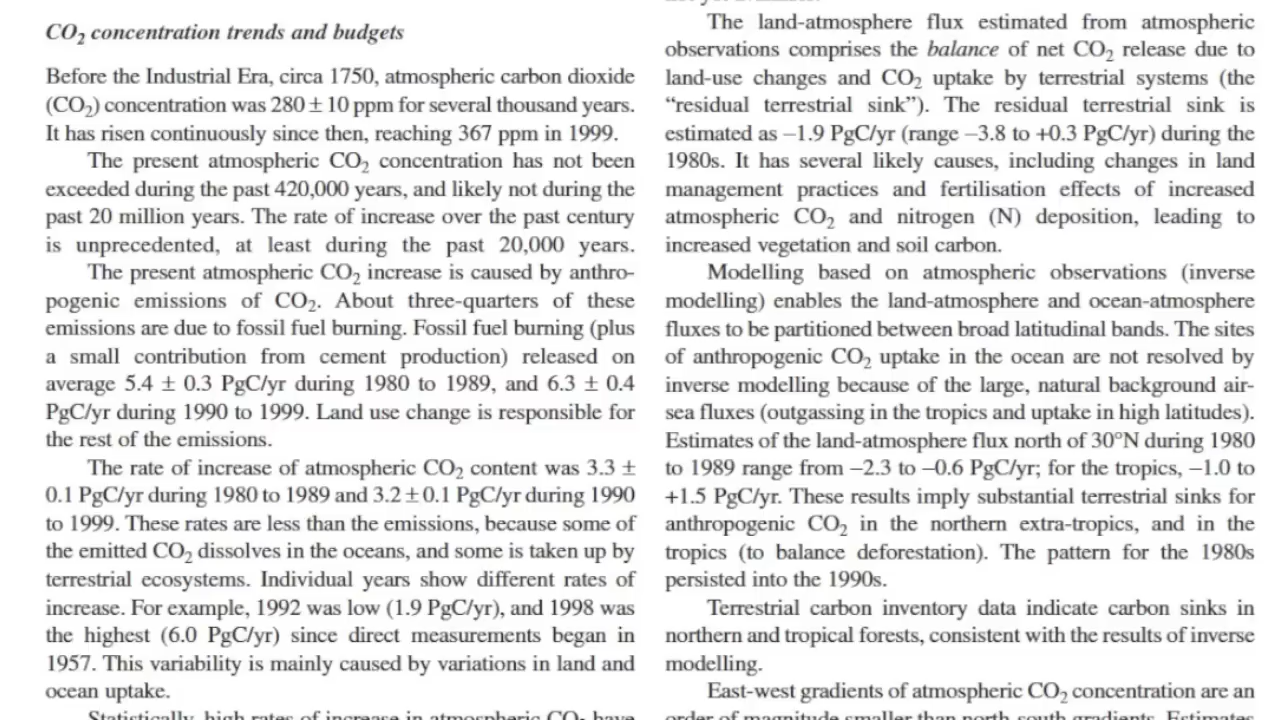 CO₂ concentration trends and budgets
Before the Industrial Era, circa 1750, atmospheric carbon dioxide
(CO₂) concentration was 280 ± 10 ppm for several thousand years.
It has risen continuously since then, reaching 367 ppm in 1999.
The present atmospheric CO₂ concentration has not been
exceeded during the past 420,000 years, and likely not during the
past 20 million years. The rate of increase over the past century
is unprecedented, at least during the past 20,000 years.
The present atmospheric CO₂ increase is caused by anthro-
pogenic emissions of CO₂. About three-quarters of these
emissions are due to fossil fuel burning. Fossil fuel burning (plus
a small contribution from cement production) released on
average 5.4 ± 0.3 PgC/yr during 1980 to 1989, and 6.3 ± 0.4
PgC/yr during 1990 to 1999. Land use change is responsible for
the rest of the emissions.
The rate of increase of atmospheric CO₂ content was 3.3 ±
0.1 PgC/yr during 1980 to 1989 and 3.2 ± 0.1 PgC/yr during 1990
to 1999. These rates are less than the emissions, because some of
the emitted CO₂ dissolves in the oceans, and some is taken up by
terrestrial ecosystems. Individual years show different rates of
increase. For example, 1992 was low (1.9 PgC/yr), and 1998 was
the highest (6.0 PgC/yr) since direct measurements began in
1957. This variability is mainly caused by variations in land and
ocean uptake.
Statistically, high rates of increase in atmospheric CO₂ have
The land-atmosphere flux estimated from atmospheric
observations comprises the balance of net CO₂ release due to
land-use changes and CO₂ uptake by terrestrial systems (the
“residual terrestrial sink”). The residual terrestrial sink is
estimated as −1.9 PgC/yr (range −3.8 to +0.3 PgC/yr) during the
1980s. It has several likely causes, including changes in land
management practices and fertilisation effects of increased
atmospheric CO₂ and nitrogen (N) deposition, leading to
increased vegetation and soil carbon.
Modelling based on atmospheric observations (inverse
modelling) enables the land-atmosphere and ocean-atmosphere
fluxes to be partitioned between broad latitudinal bands. The sites
of anthropogenic CO₂ uptake in the ocean are not resolved by
inverse modelling because of the large, natural background air-
sea fluxes (outgassing in the tropics and uptake in high latitudes).
Estimates of the land-atmosphere flux north of 30°N during 1980
to 1989 range from −2.3 to −0.6 PgC/yr; for the tropics, −1.0 to
+1.5 PgC/yr. These results imply substantial terrestrial sinks for
anthropogenic CO₂ in the northern extra-tropics, and in the
tropics (to balance deforestation). The pattern for the 1980s
persisted into the 1990s.
Terrestrial carbon inventory data indicate carbon sinks in
northern and tropical forests, consistent with the results of inverse
modelling.
East-west gradients of atmospheric CO₂ concentration are an
order of magnitude smaller than north-south gradients. Estimates